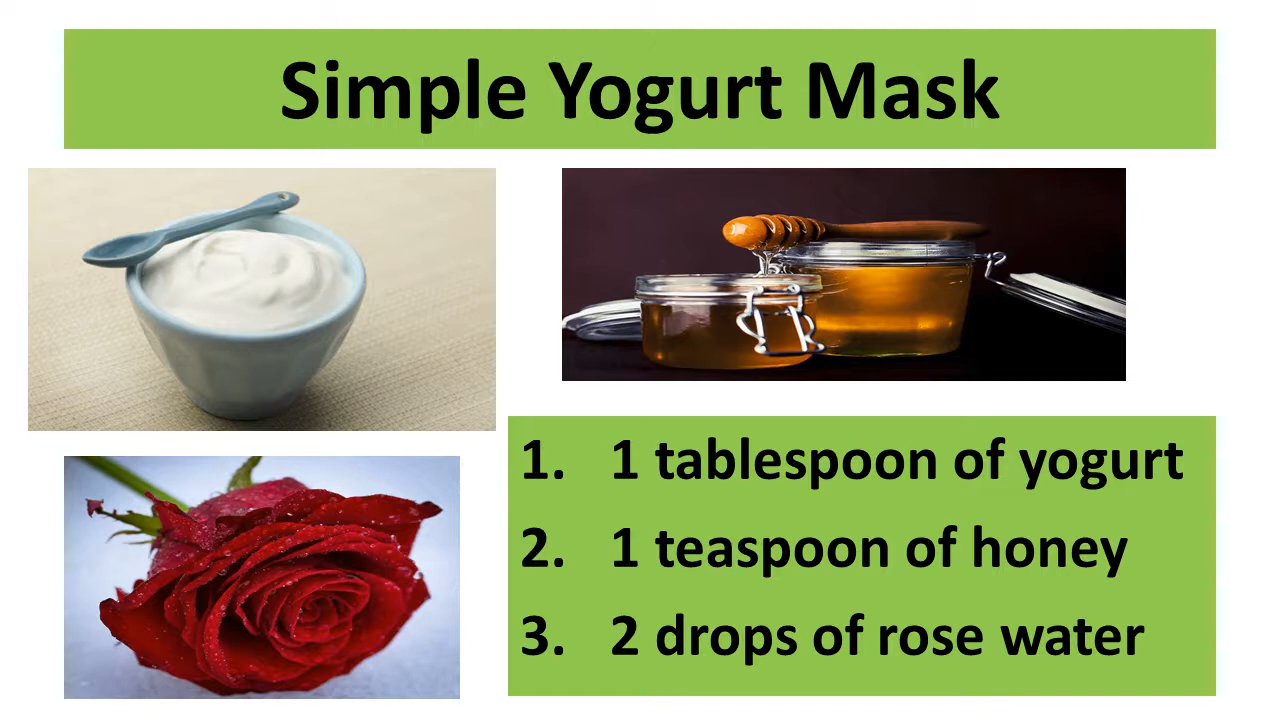 Simple Yogurt Mask
1. 1 tablespoon of yogurt
2. 1 teaspoon of honey
3. 2 drops of rose water